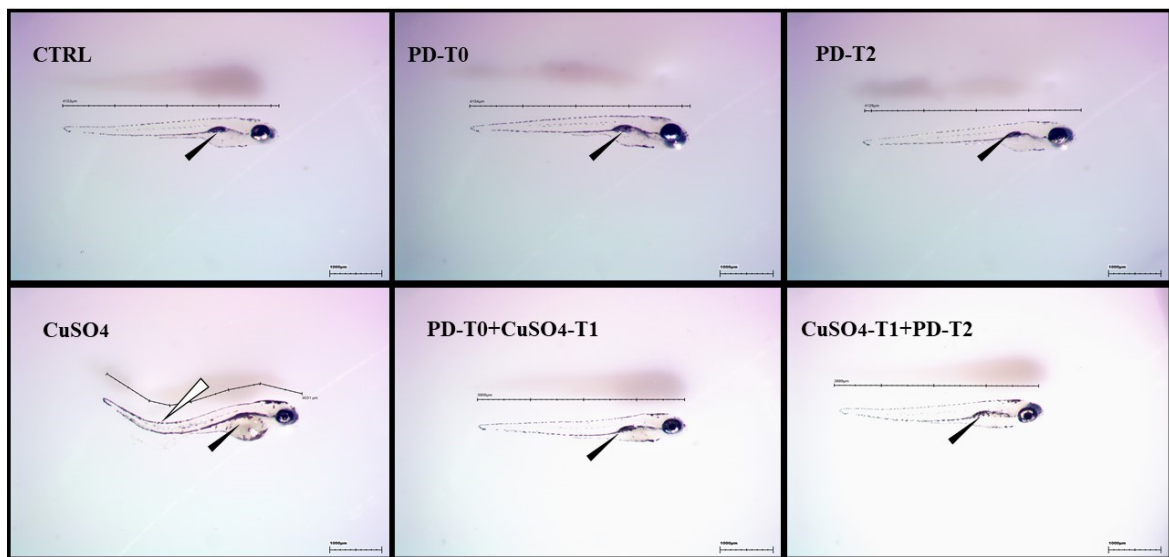 CTRL
PD-T0
PD-T2
1000µm
1000µm
1000µm
CuSO4
PD-T0+CuSO4-T1
CuSO4-T1+PD-T2
1000µm
1000µm
1000µm